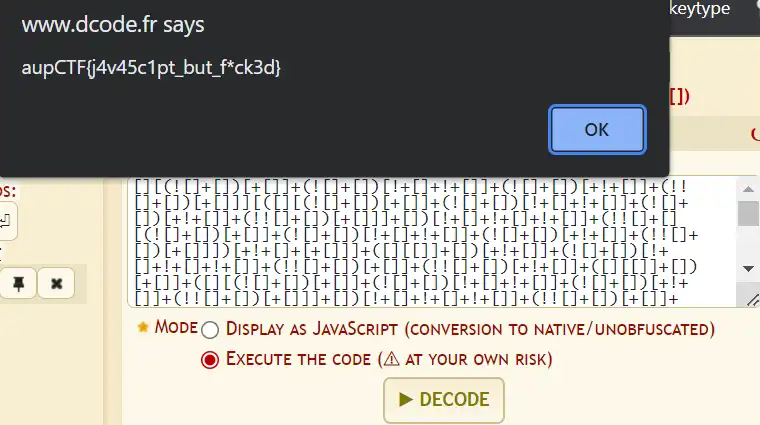 www.dcode.fr says
keytype
aupCTF{j4v45c1pt_but_f*ck3d}
OK
[])
[][(![]+[])[+[]]+(![]+[])[!+[]+!+[]]+(![]+[])[+!+[]]+(!!
[]+[])[+[]]][([][(![]+[])[+[]]+(![]+[])[!+[]+!+[]]+(![]+
[])[+!+[]]+(!![]+[])[+[]]]+[])[!+[]+!+[]+!+[]]+(!![]+[]
[(![]+[])[+[]]+(![]+[])[!+[]+!+[]]+(![]+[])[+!+[]]+(!![]+
[])[+[]]])[+!+[]+[+[]]]+([][[]]+[])[+!+[]]+(![]+[])[!+
[]+!+[]+!+[]]+(!![]+[])[+[]]+(!![]+[])[+!+[]]+([][[]]+[])
[+[]]+([][(![]+[])[+[]]+(![]+[])[!+[]+!+[]]+(![]+[])[+!+
[]]+(!![]+[])[+[]]]+[])[!+[]+!+[]+!+[]]+(!![]+[])[+[]]+
Mode
Display as JavaScript (conversion to native/unobfuscated)
Execute the code (⚠ at your own risk)
▶ DECODE